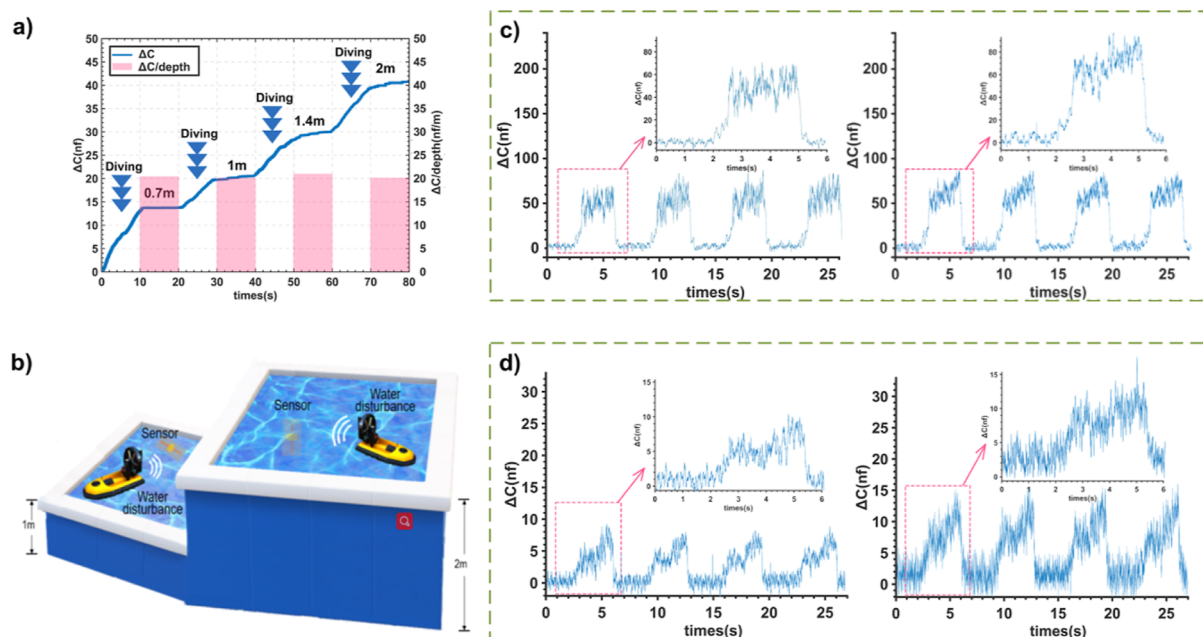 a)
ΔC
ΔC/depth
Diving
Diving
Diving
Diving
0.7m
1m
1.4m
2m
50
45
40
35
30
25
20
15
10
5
0
ΔC(nf)
50
45
40
35
30
25
20
15
10
5
0
ΔC/depth(nf/m)
0 10 20 30 40 50 60 70 80
times(s)
b)
Sensor
Water
disturbance
Sensor
Water
disturbance
1m
2m
c)
200
150
100
50
0
ΔC(nf)
0 5 10 15 20 25
times(s)
80
60
40
20
0
ΔC(nf)
0 1 2 3 4 5 6
times(s)
200
150
100
50
0
ΔC(nf)
0 5 10 15 20 25
times(s)
80
60
40
20
0
ΔC(nf)
0 1 2 3 4 5 6
times(s)
d)
30
25
20
15
10
5
0
ΔC(nf)
0 5 10 15 20 25
times(s)
15
10
5
0
ΔC(nf)
0 1 2 3 4 5 6
times(s)
30
25
20
15
10
5
0
ΔC(nf)
0 5 10 15 20 25
times(s)
15
10
5
0
ΔC(nf)
0 1 2 3 4 5 6
times(s)